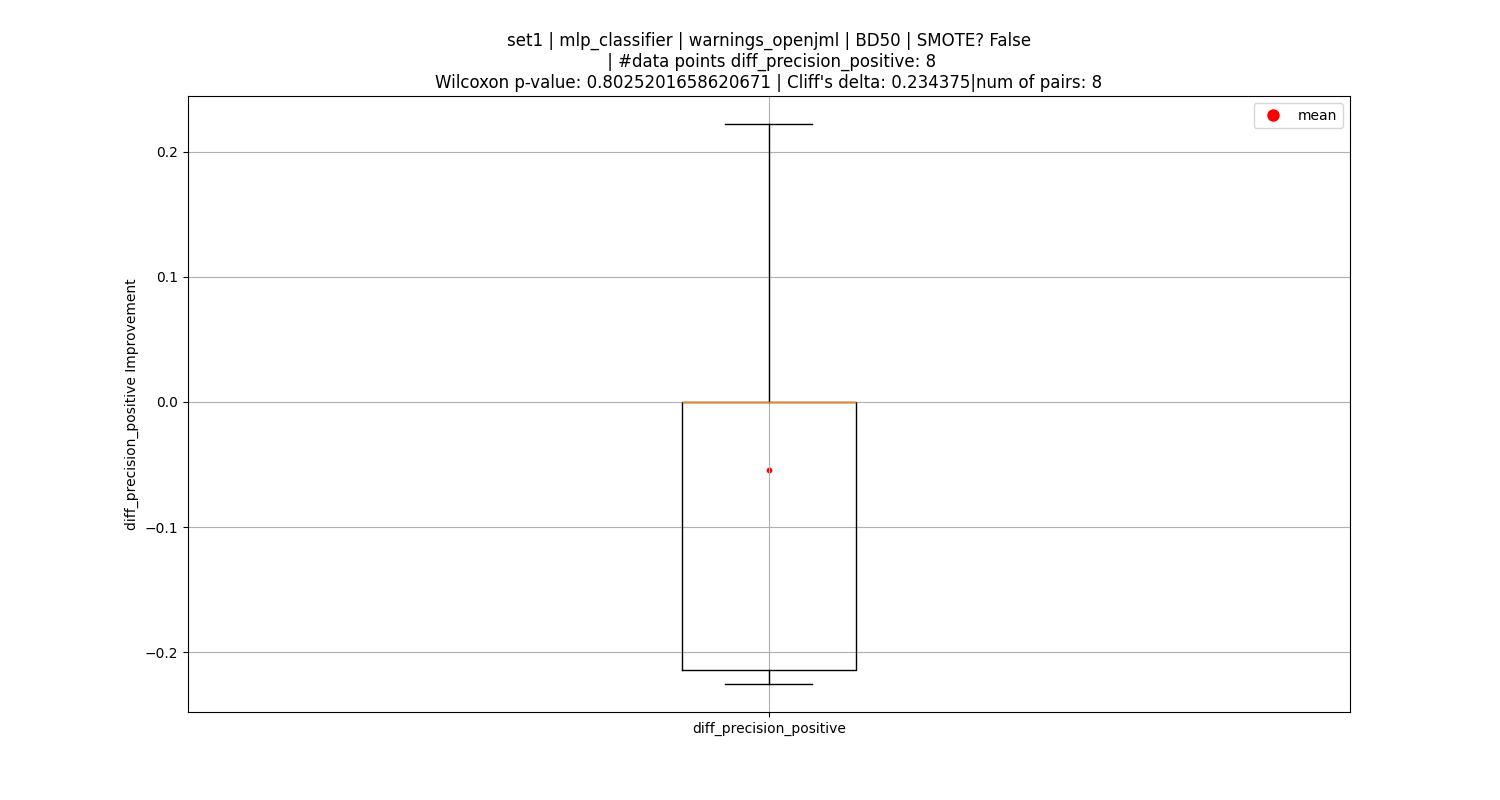 set1 | mlp_classifier | warnings_openjml | BD50 | SMOTE? False
| #data points diff_precision_positive: 8
Wilcoxon p-value: 0.8025201658620671 | Cliff's delta: 0.234375|num of pairs: 8
mean
diff_precision_positive Improvement
0.2
0.1
0.0
−0.1
−0.2
diff_precision_positive